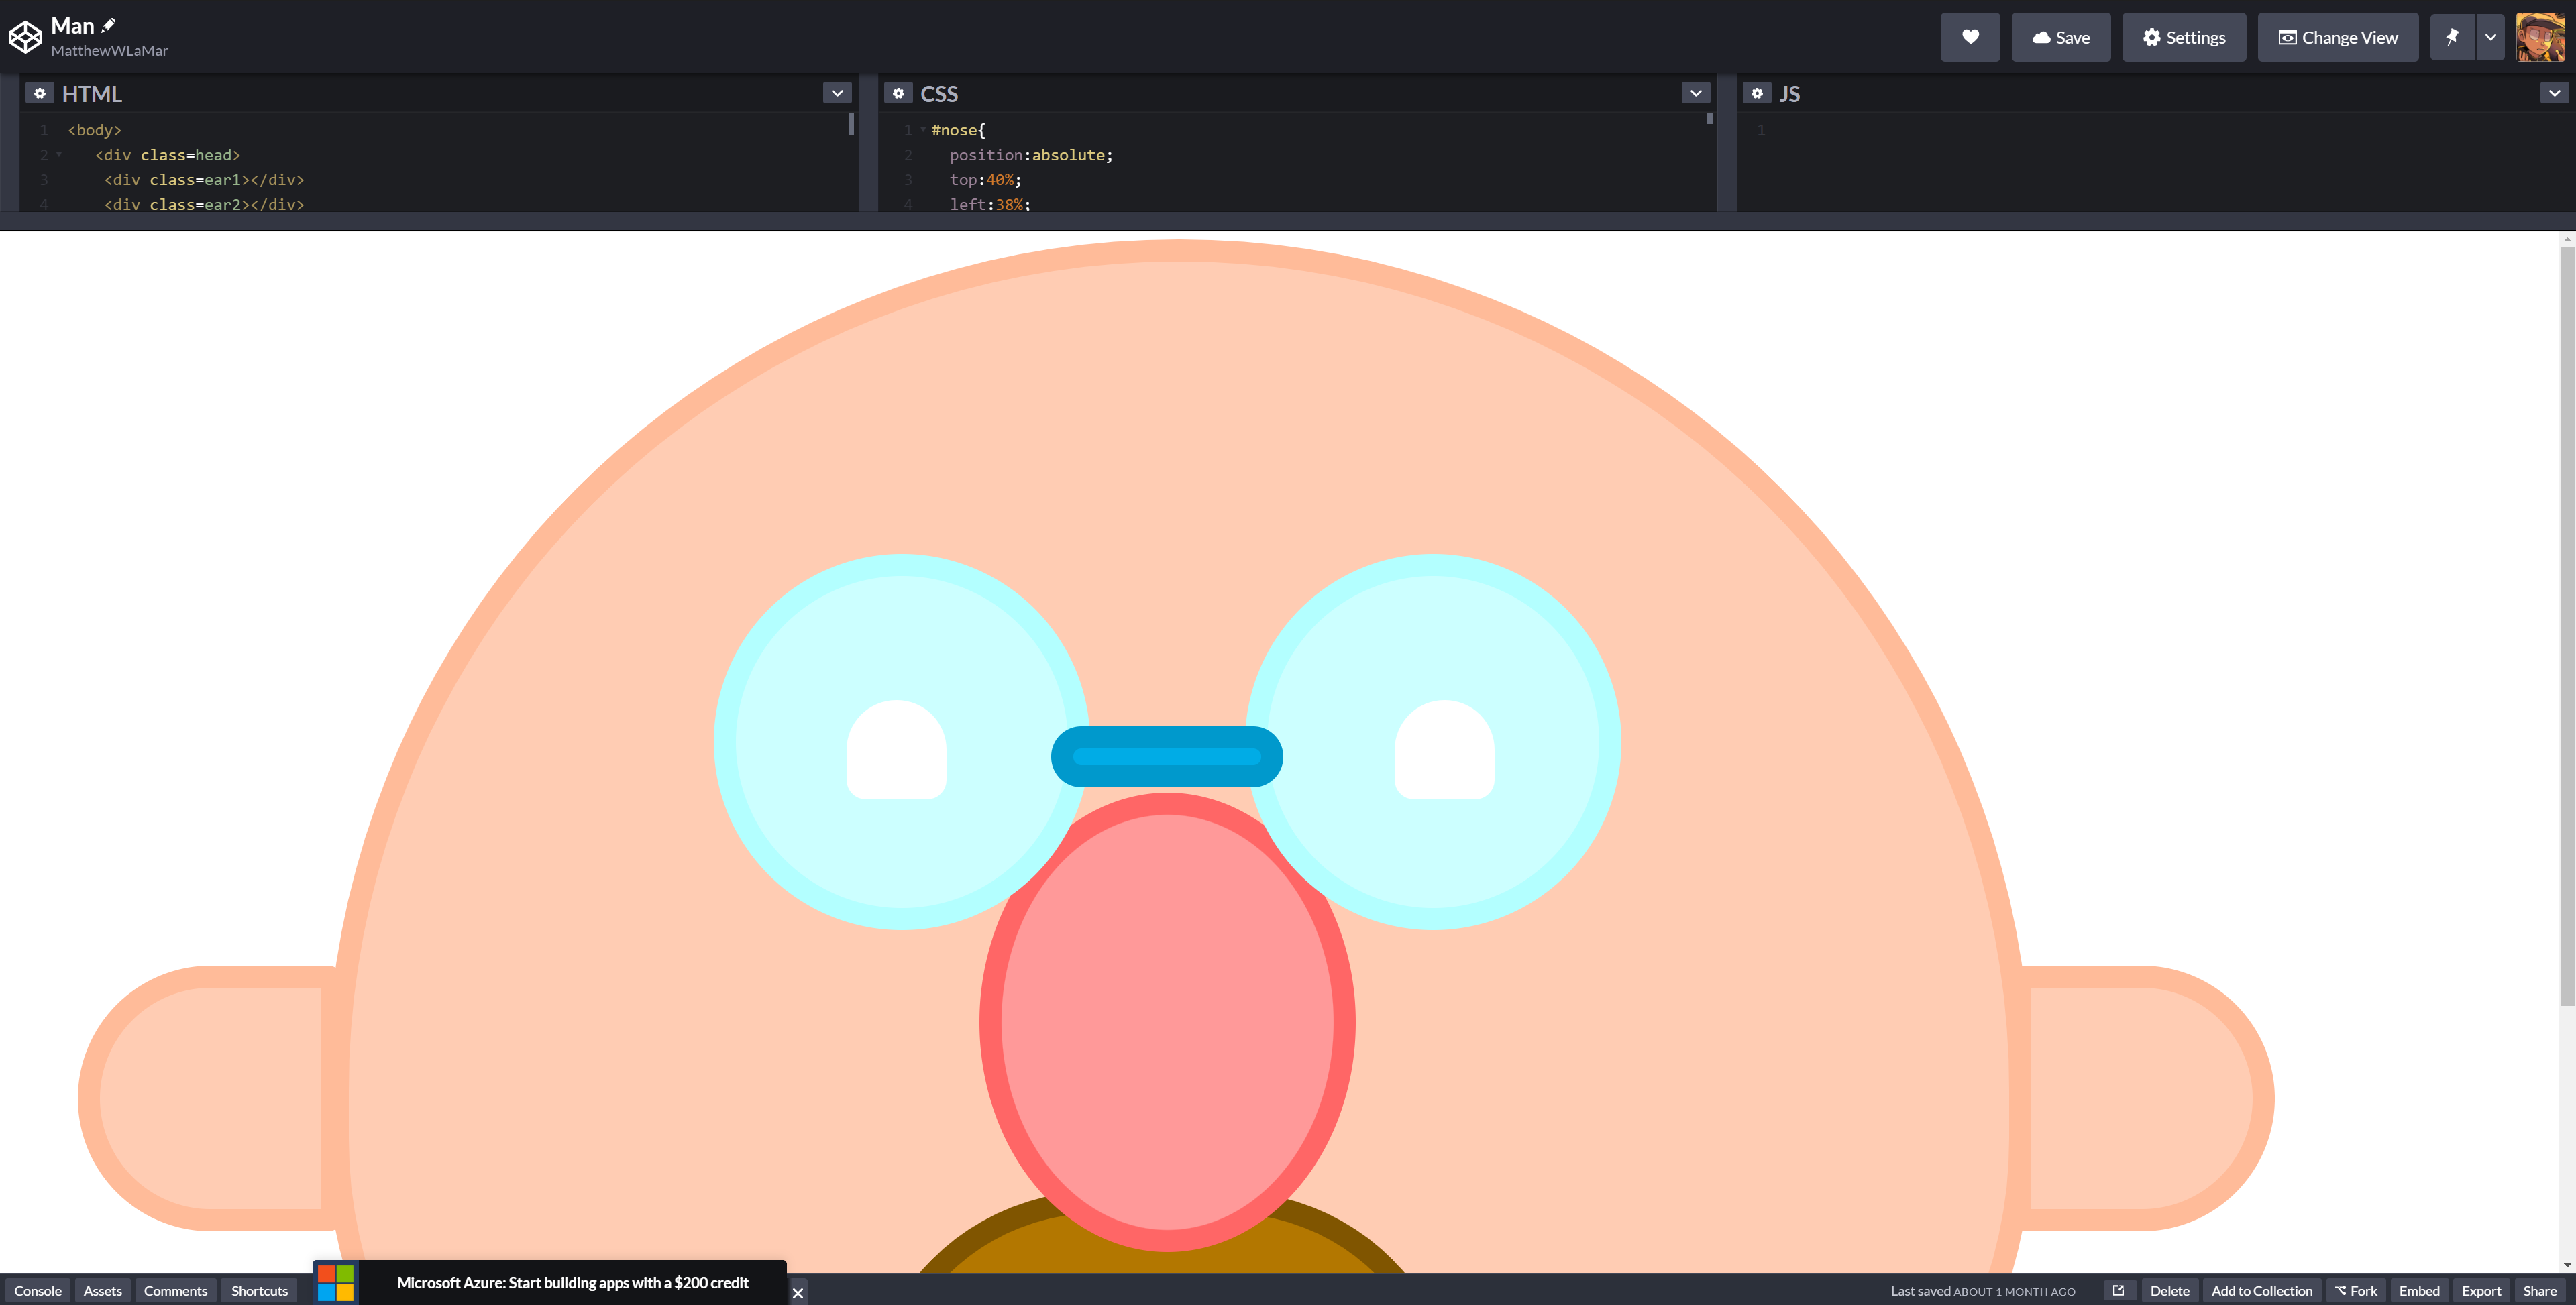 Man
MatthewWLaMar
Save
Settings
Change View
HTML
1 <body>
2 <div class=head>
3 <div class=ear1></div>
4 <div class=ear2></div>
CSS
1 #nose{
2 position:absolute;
3 top:40%;
4 left:38%;
JS
1
Console
Assets
Comments
Shortcuts
Microsoft Azure: Start building apps with a $200 credit
Last saved ABOUT 1 MONTH AGO
Delete
Add to Collection
Fork
Embed
Export
Share